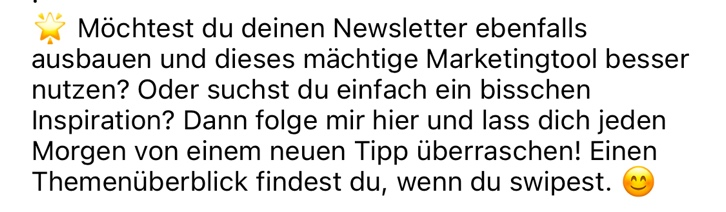 🌟 Möchtest du deinen Newsletter ebenfalls
ausbauen und dieses mächtige Marketingtool besser
nutzen? Oder suchst du einfach ein bisschen
Inspiration? Dann folge mir hier und lass dich jeden
Morgen von einem neuen Tipp überraschen! Einen
Themenüberblick findest du, wenn du swipest. 😊